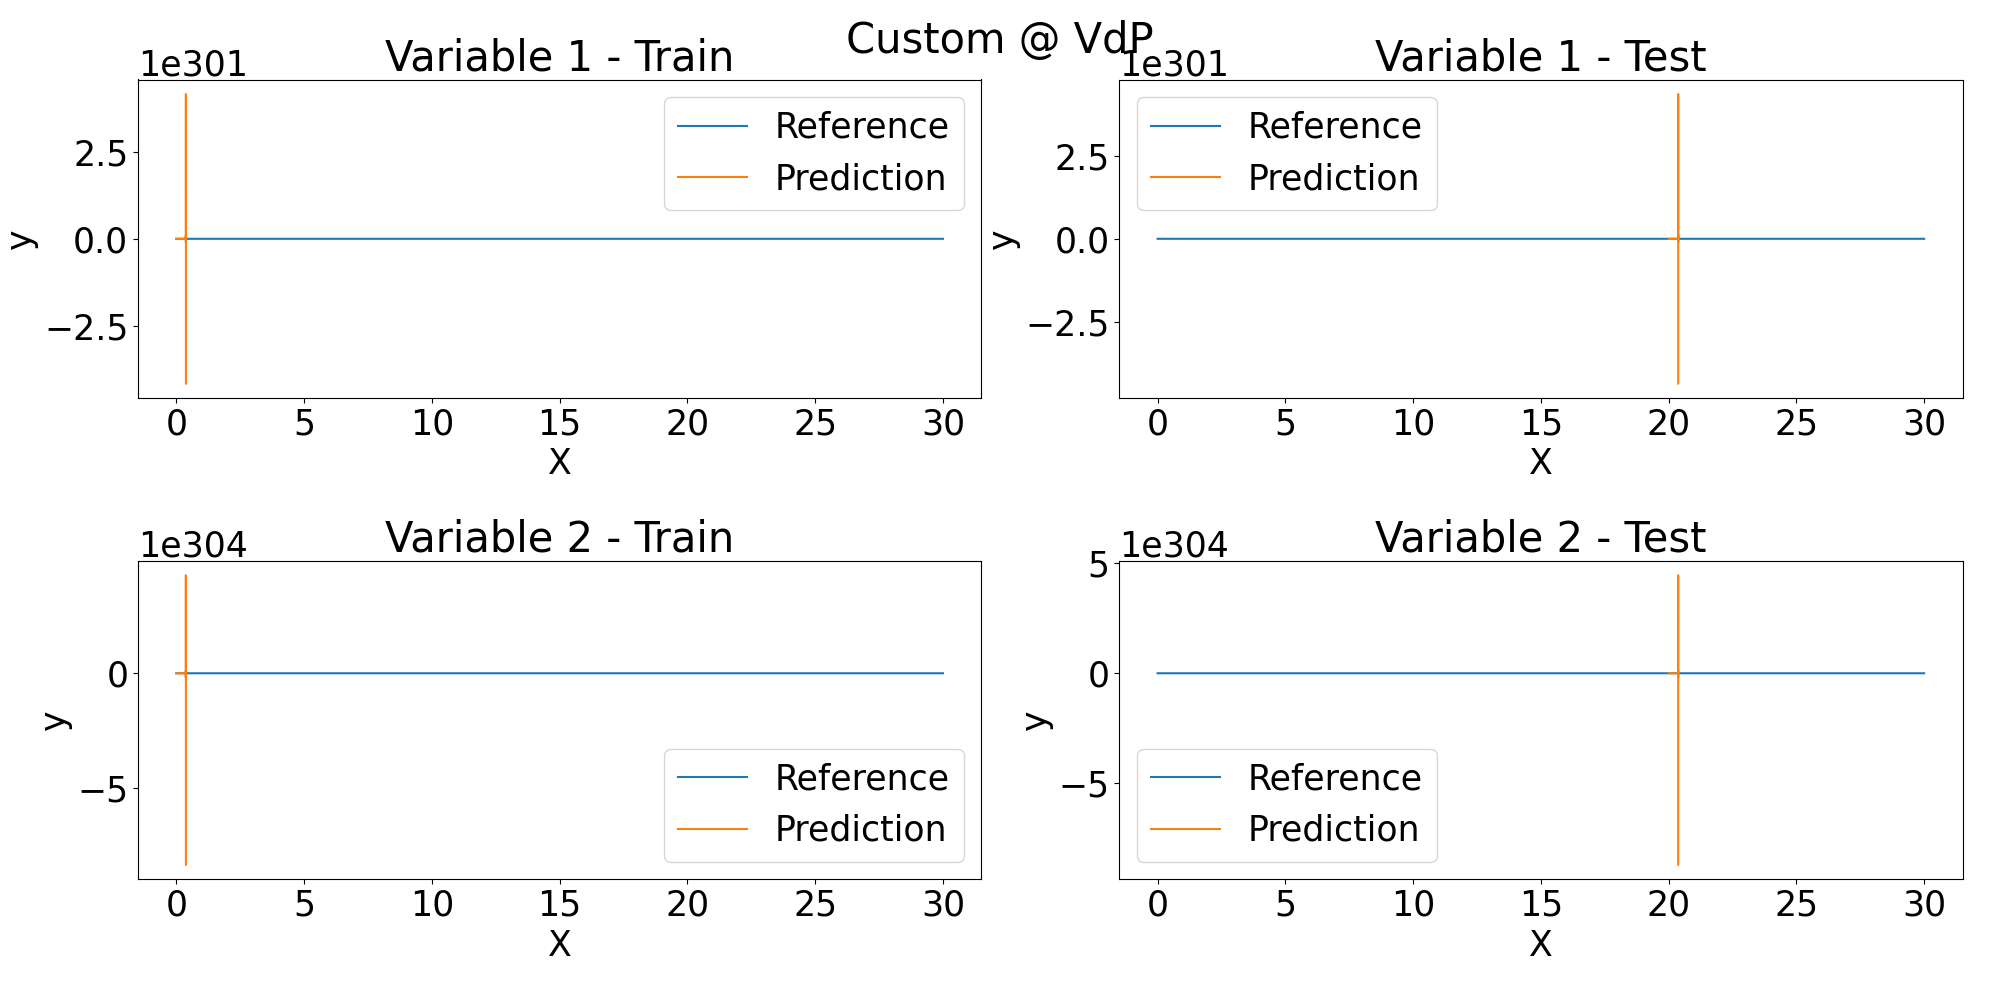 Custom @ VdP
Variable 1 - Train
1e301
2.5
0.0
−2.5
y
0 5 10 15 20 25 30
X
Reference
Prediction
Variable 1 - Test
1e301
2.5
0.0
−2.5
y
0 5 10 15 20 25 30
X
Reference
Prediction
Variable 2 - Train
1e304
0
−5
y
0 5 10 15 20 25 30
X
Reference
Prediction
Variable 2 - Test
1e304
5
0
−5
y
0 5 10 15 20 25 30
X
Reference
Prediction